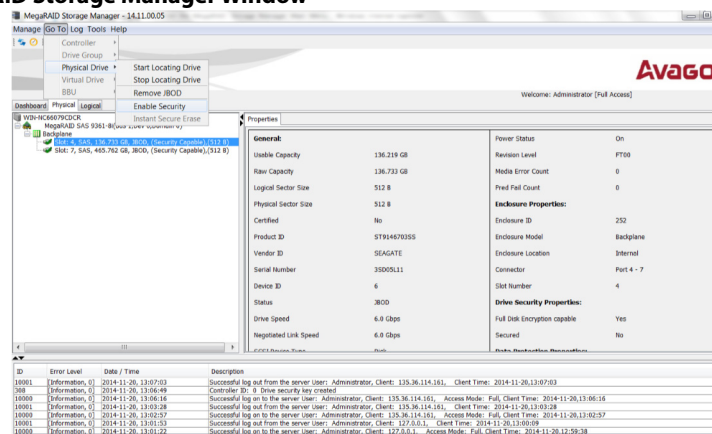 ID Storage Manager Window
MegaRAID Storage Manager - 14.11.00.05
Manage Go To Log Tools Help
Controller
Drive Group
Physical Drive
Virtual Drive
BBU
Start Locating Drive
Stop Locating Drive
Remove JBOD
Enable Security
Instant Secure Erase
Avago
Welcome: Administrator [Full Access]
Dashboard Physical Logical
WIN-NC66079CDCR
MegaRAID SAS 9361-8i(Bus 1,Dev 0,Domain 0)
Backplane
Slot: 4, SAS, 136.733 GB, JBOD, (Security Capable),(512 B)
Slot: 7, SAS, 465.762 GB, JBOD, (Security Capable),(512 B)
Properties
General:
Usable Capacity 136.219 GB
Raw Capacity 136.733 GB
Logical Sector Size 512 B
Physical Sector Size 512 B
Certified No
Product ID ST9146703SS
Vendor ID SEAGATE
Serial Number 3SD05L11
Device ID 6
Status JBOD
Drive Speed 6.0 Gbps
Negotiated Link Speed 6.0 Gbps
SCSI Device Type Disk
Power Status On
Revision Level FT00
Media Error Count 0
Pred Fail Count 0
Enclosure Properties:
Enclosure ID 252
Enclosure Model Backplane
Enclosure Location Internal
Connector Port 4 - 7
Slot Number 4
Drive Security Properties:
Full Disk Encryption capable Yes
Secured No
Data Protection Properties:
ID Error Level Date / Time Description
10001 [Information, 0] 2014-11-20, 13:07:03 Successful log out from the server User: Administrator, Client: 135.36.114.161, Client Time: 2014-11-20,13:07:03
308 [Information, 0] 2014-11-20, 13:06:49 Controller ID: 0 Drive security key created
10000 [Information, 0] 2014-11-20, 13:06:16 Successful log on to the server User: Administrator, Client: 135.36.114.161, Access Mode: Full, Client Time: 2014-11-20,13:06:16
10001 [Information, 0] 2014-11-20, 13:03:28 Successful log out from the server User: Administrator, Client: 135.36.114.161, Client Time: 2014-11-20,13:03:28
10000 [Information, 0] 2014-11-20, 13:02:57 Successful log on to the server User: Administrator, Client: 135.36.114.161, Access Mode: Full, Client Time: 2014-11-20,13:02:57
10001 [Information, 0] 2014-11-20, 13:01:53 Successful log out from the server User: Administrator, Client: 127.0.0.1, Client Time: 2014-11-20,13:00:09
10000 [Information, 0] 2014-11-20, 13:01:22 Successful log on to the server User: Administrator, Client: 127.0.0.1, Access Mode: Full, Client Time: 2014-11-20,12:59:38